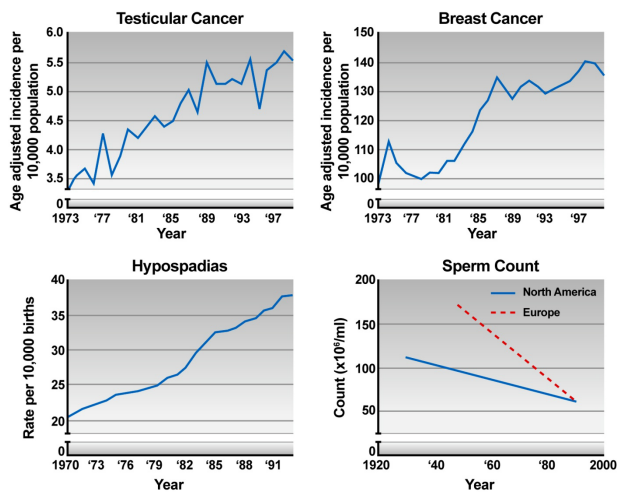 Testicular Cancer
Age adjusted incidence per
10,000 population
6.0
5.5
5.0
4.5
4.0
3.5
0
1973 ‘77 ‘81 ‘85 ‘89 ‘93 ‘97
Year
Breast Cancer
Age adjusted incidence per
10,000 population
150
140
130
120
110
100
0
1973 ‘77 ‘81 ‘85 ‘89 ‘93 ‘97
Year
Hypospadias
Rate per 10,000 births
40
35
30
25
20
0
1970 ‘73 ‘76 ‘79 ‘82 ‘85 ‘88 ‘91
Year
Sperm Count
Count (x10⁶/ml)
200
150
100
50
0
North America
Europe
1920 ‘40 ‘60 ‘80 2000
Year